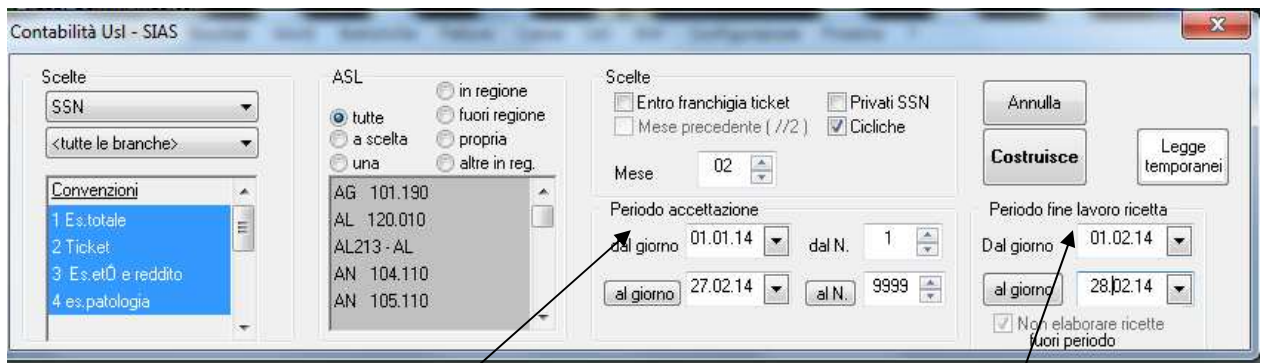 Contabilità Usl - SIAS
Scelte
SSN
<tutte le branche>
Convenzioni
1 Es.totale
2 Ticket
3 Es.etÛ e reddito
4 es.patologia
ASL
tutte
a scelta
una
in regione
fuori regione
propria
altre in reg.
AG 101.190
AL 120.010
AL213 - AL
AN 104.110
AN 105.110
Scelte
Entro franchigia ticket Privati SSN
Mese precedente ( //2 ) Cicliche
Mese 02
Periodo accettazione
dal giorno 01.01.14 dal N. 1
al giorno 27.02.14 al N. 9999
Annulla
Costruisce
Legge
temporanei
Periodo fine lavoro ricetta
Dal giorno 01.02.14
al giorno 28.02.14
Non elaborare ricette
fuori periodo